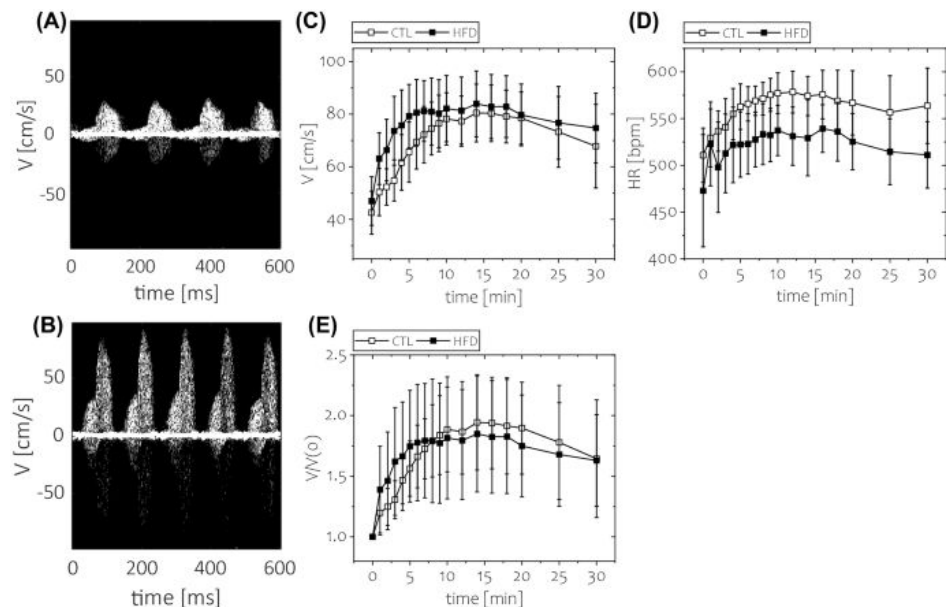 (A)
V [cm/s]
50
0
-50
0 200 400 600
time [ms]
(B)
V [cm/s]
50
0
-50
0 200 400 600
time [ms]
(C)
CTL HFD
V [cm/s]
100
80
60
40
0 5 10 15 20 25 30
time [min]
(D)
CTL HFD
HR [bpm]
600
550
500
450
400
0 5 10 15 20 25 30
time [min]
(E)
CTL HFD
V/V(0)
2.5
2.0
1.5
1.0
0 5 10 15 20 25 30
time [min]